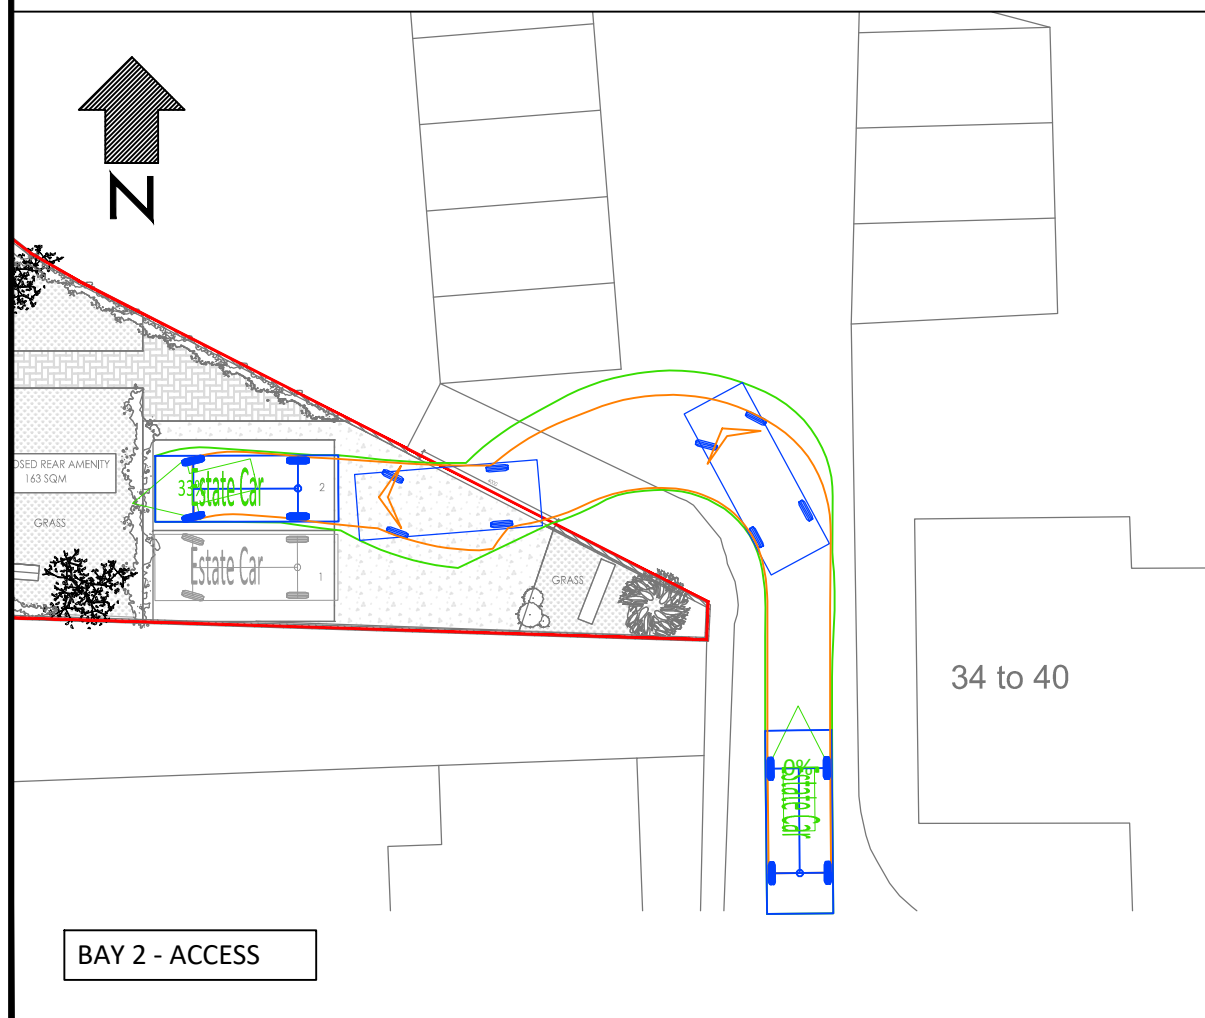 N
OSED REAR AMENITY
163 SQM
GRASS
Estate Car
2
Estate Car
1
GRASS
34 to 40
0%
Estate Car
BAY 2 - ACCESS